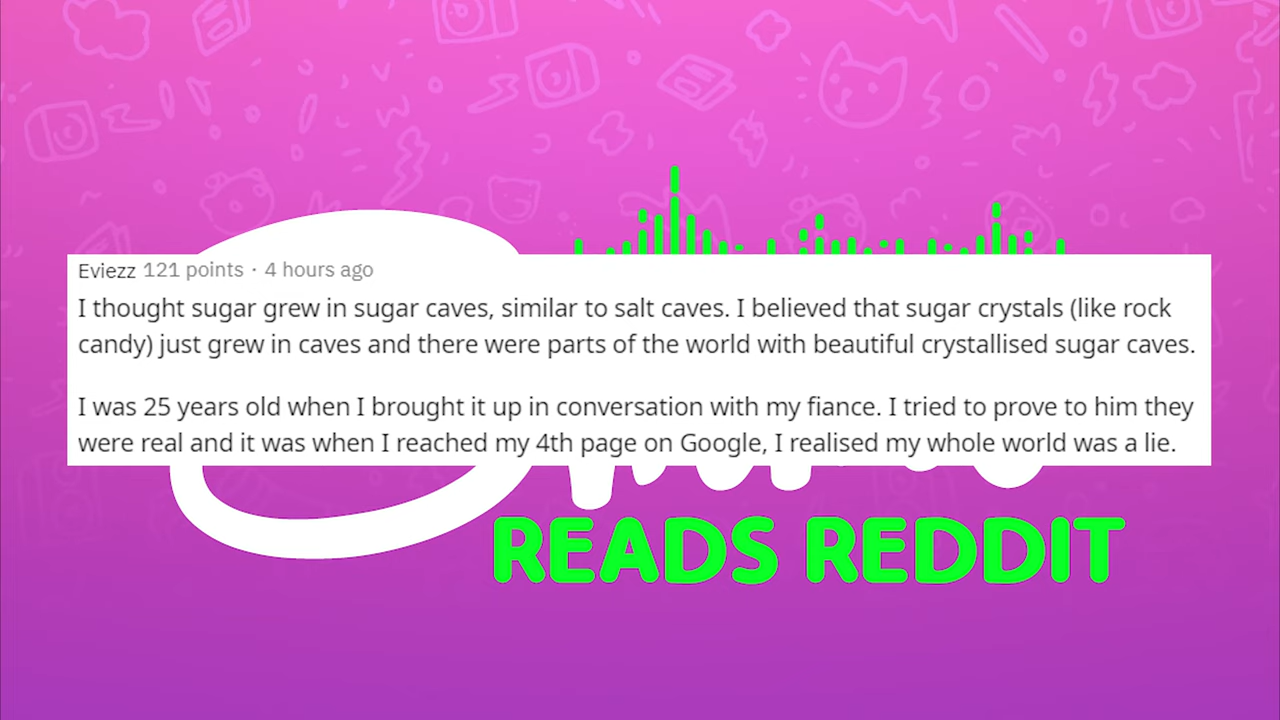 Eviezz 121 points · 4 hours ago
I thought sugar grew in sugar caves, similar to salt caves. I believed that sugar crystals (like rock
candy) just grew in caves and there were parts of the world with beautiful crystallised sugar caves.
I was 25 years old when I brought it up in conversation with my fiance. I tried to prove to him they
were real and it was when I reached my 4th page on Google, I realised my whole world was a lie.
READS REDDIT